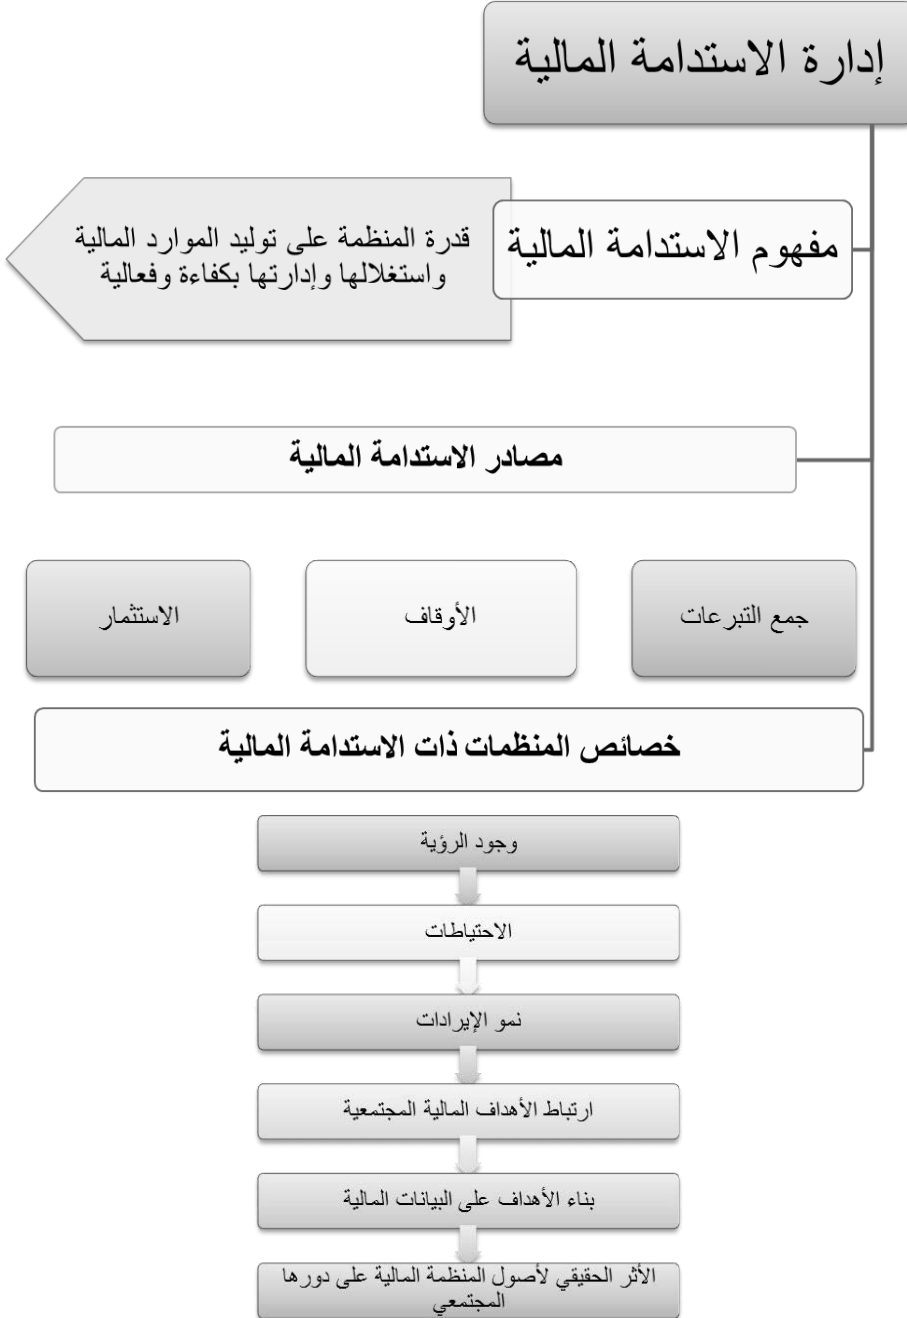 إدارة الاستدامة المالية
مفهوم الاستدامة المالية
قدرة المنظمة على توليد الموارد المالية
واستغلالها وإدارتها بكفاءة وفعالية
مصادر الاستدامة المالية
جمع التبرعات
الأوقاف
الاستثمار
خصائص المنظمات ذات الاستدامة المالية
وجود الرؤية
الاحتياطات
نمو الإيرادات
ارتباط الأهداف المالية المجتمعية
بناء الأهداف على البيانات المالية
الأثر الحقيقي لأصول المنظمة المالية على دورها
المجتمعي